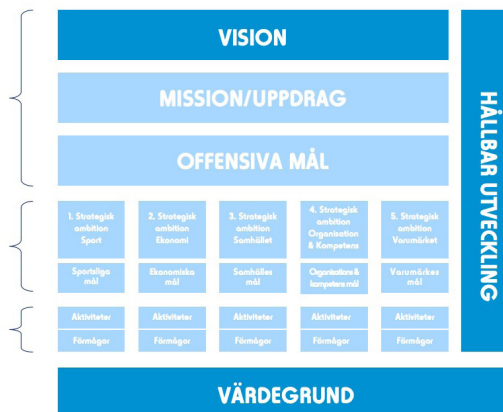 VISION
MISSION/UPPDRAG
OFFENSIVA MÅL
1. Strategisk
ambition
Sport
2. Strategisk
ambition
Ekonomi
3. Strategisk
ambition
Samhället
4. Strategisk
ambition
Organisation
& Kompetens
5. Strategisk
ambition
Varumärket
Sportsliga
mål
Ekonomiska
mål
Samhälles
mål
Organisations &
kompetens mål
Varumärkes
mål
Aktiviteter
Aktiviteter
Aktiviteter
Aktiviteter
Aktiviteter
Förmågor
Förmågor
Förmågor
Förmågor
Förmågor
HÅLLBAR UTVECKLING
VÄRDEGRUND